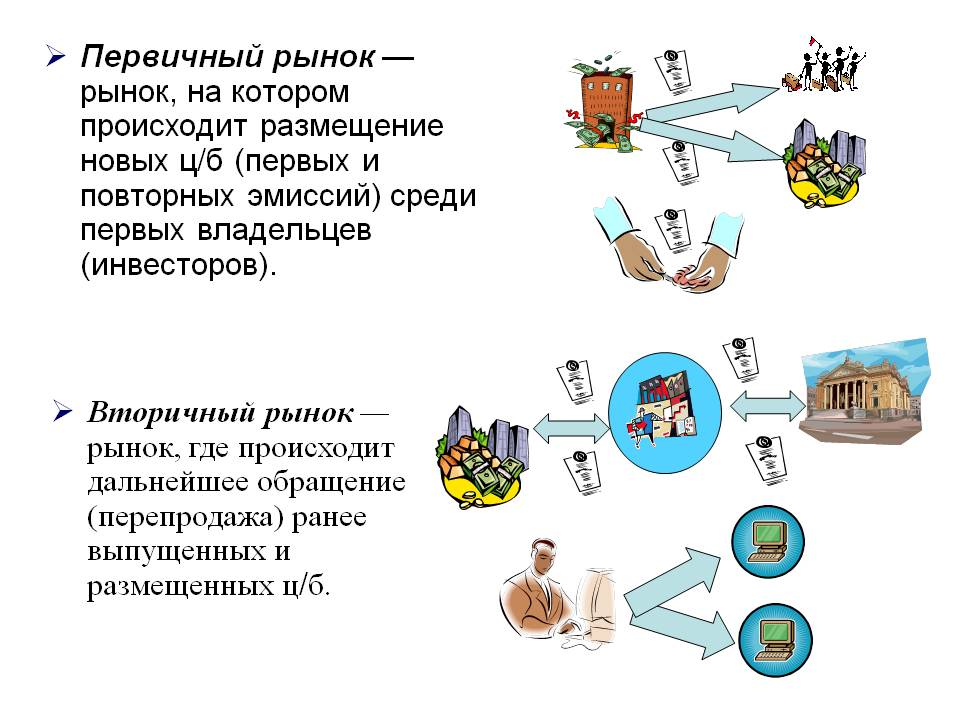 Первичный рынок —
рынок, на котором
происходит размещение
новых ц/б (первых и
повторных эмиссий) среди
первых владельцев
(инвесторов).
Вторичный рынок —
рынок, где происходит
дальнейшее обращение
(перепродажа) ранее
выпущенных и
размещенных ц/б.